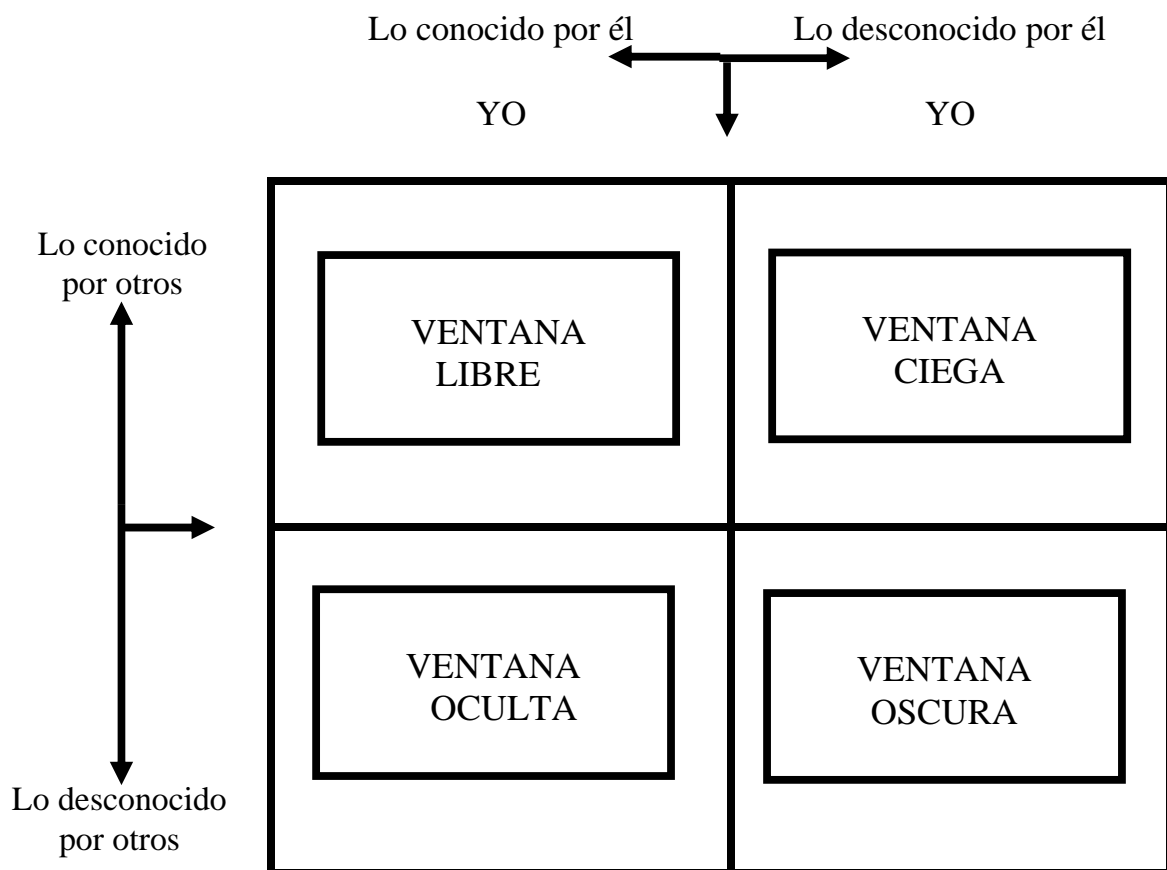 Lo conocido por él
Lo desconocido por él
YO
YO
Lo conocido
por otros
VENTANA
LIBRE
VENTANA
CIEGA
VENTANA
OCULTA
VENTANA
OSCURA
Lo desconocido
por otros